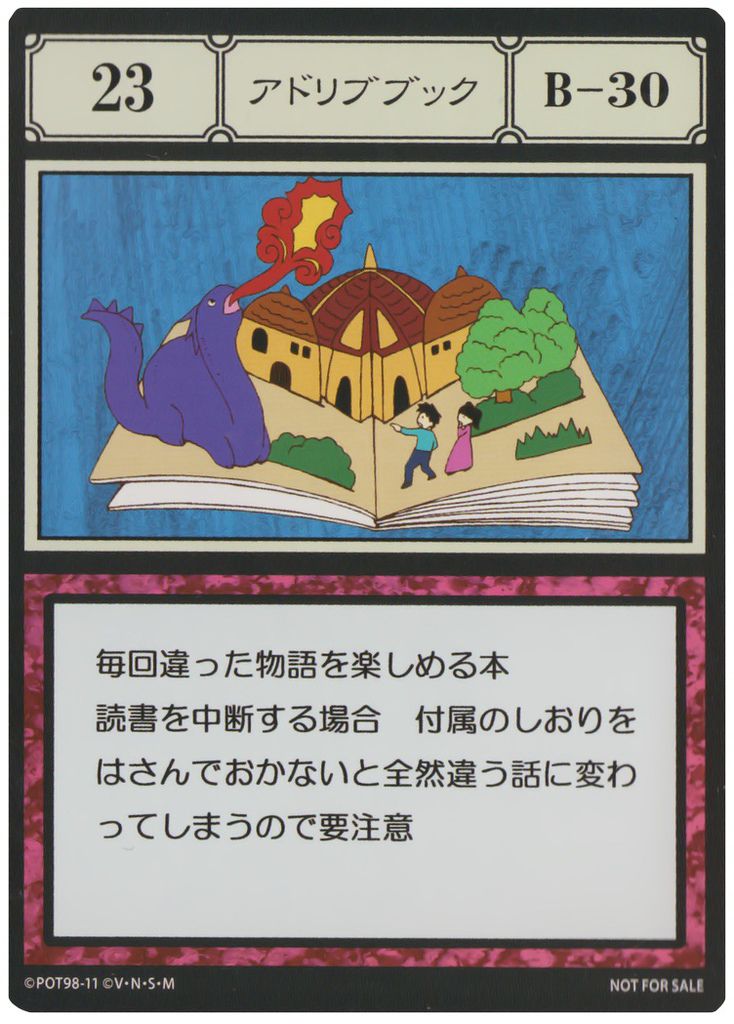 23
アドリブブック
B-30
毎回違った物語を楽しめる本
読書を中断する場合　付属のしおりを
はさんでおかないと全然違う話に変わ
ってしまうので要注意
©POT98-11 ©V・N・S・M
NOT FOR SALE